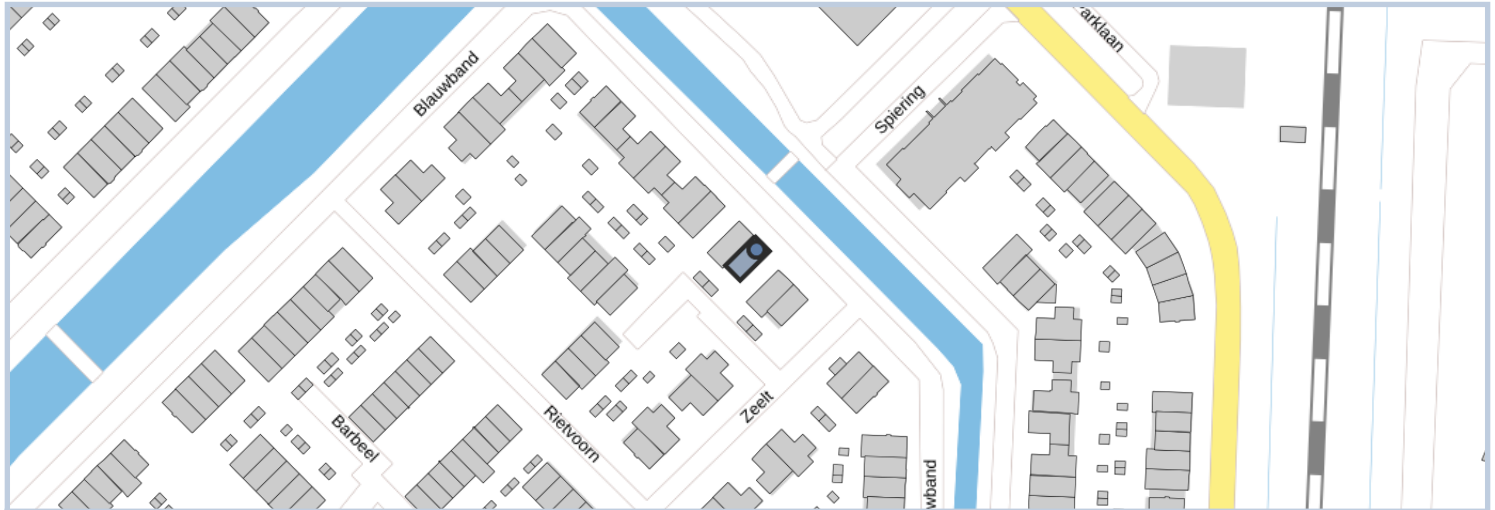 arklaan
Blauwband
Spiering
Zeelt
Rietvoorn
Barbeel
wband